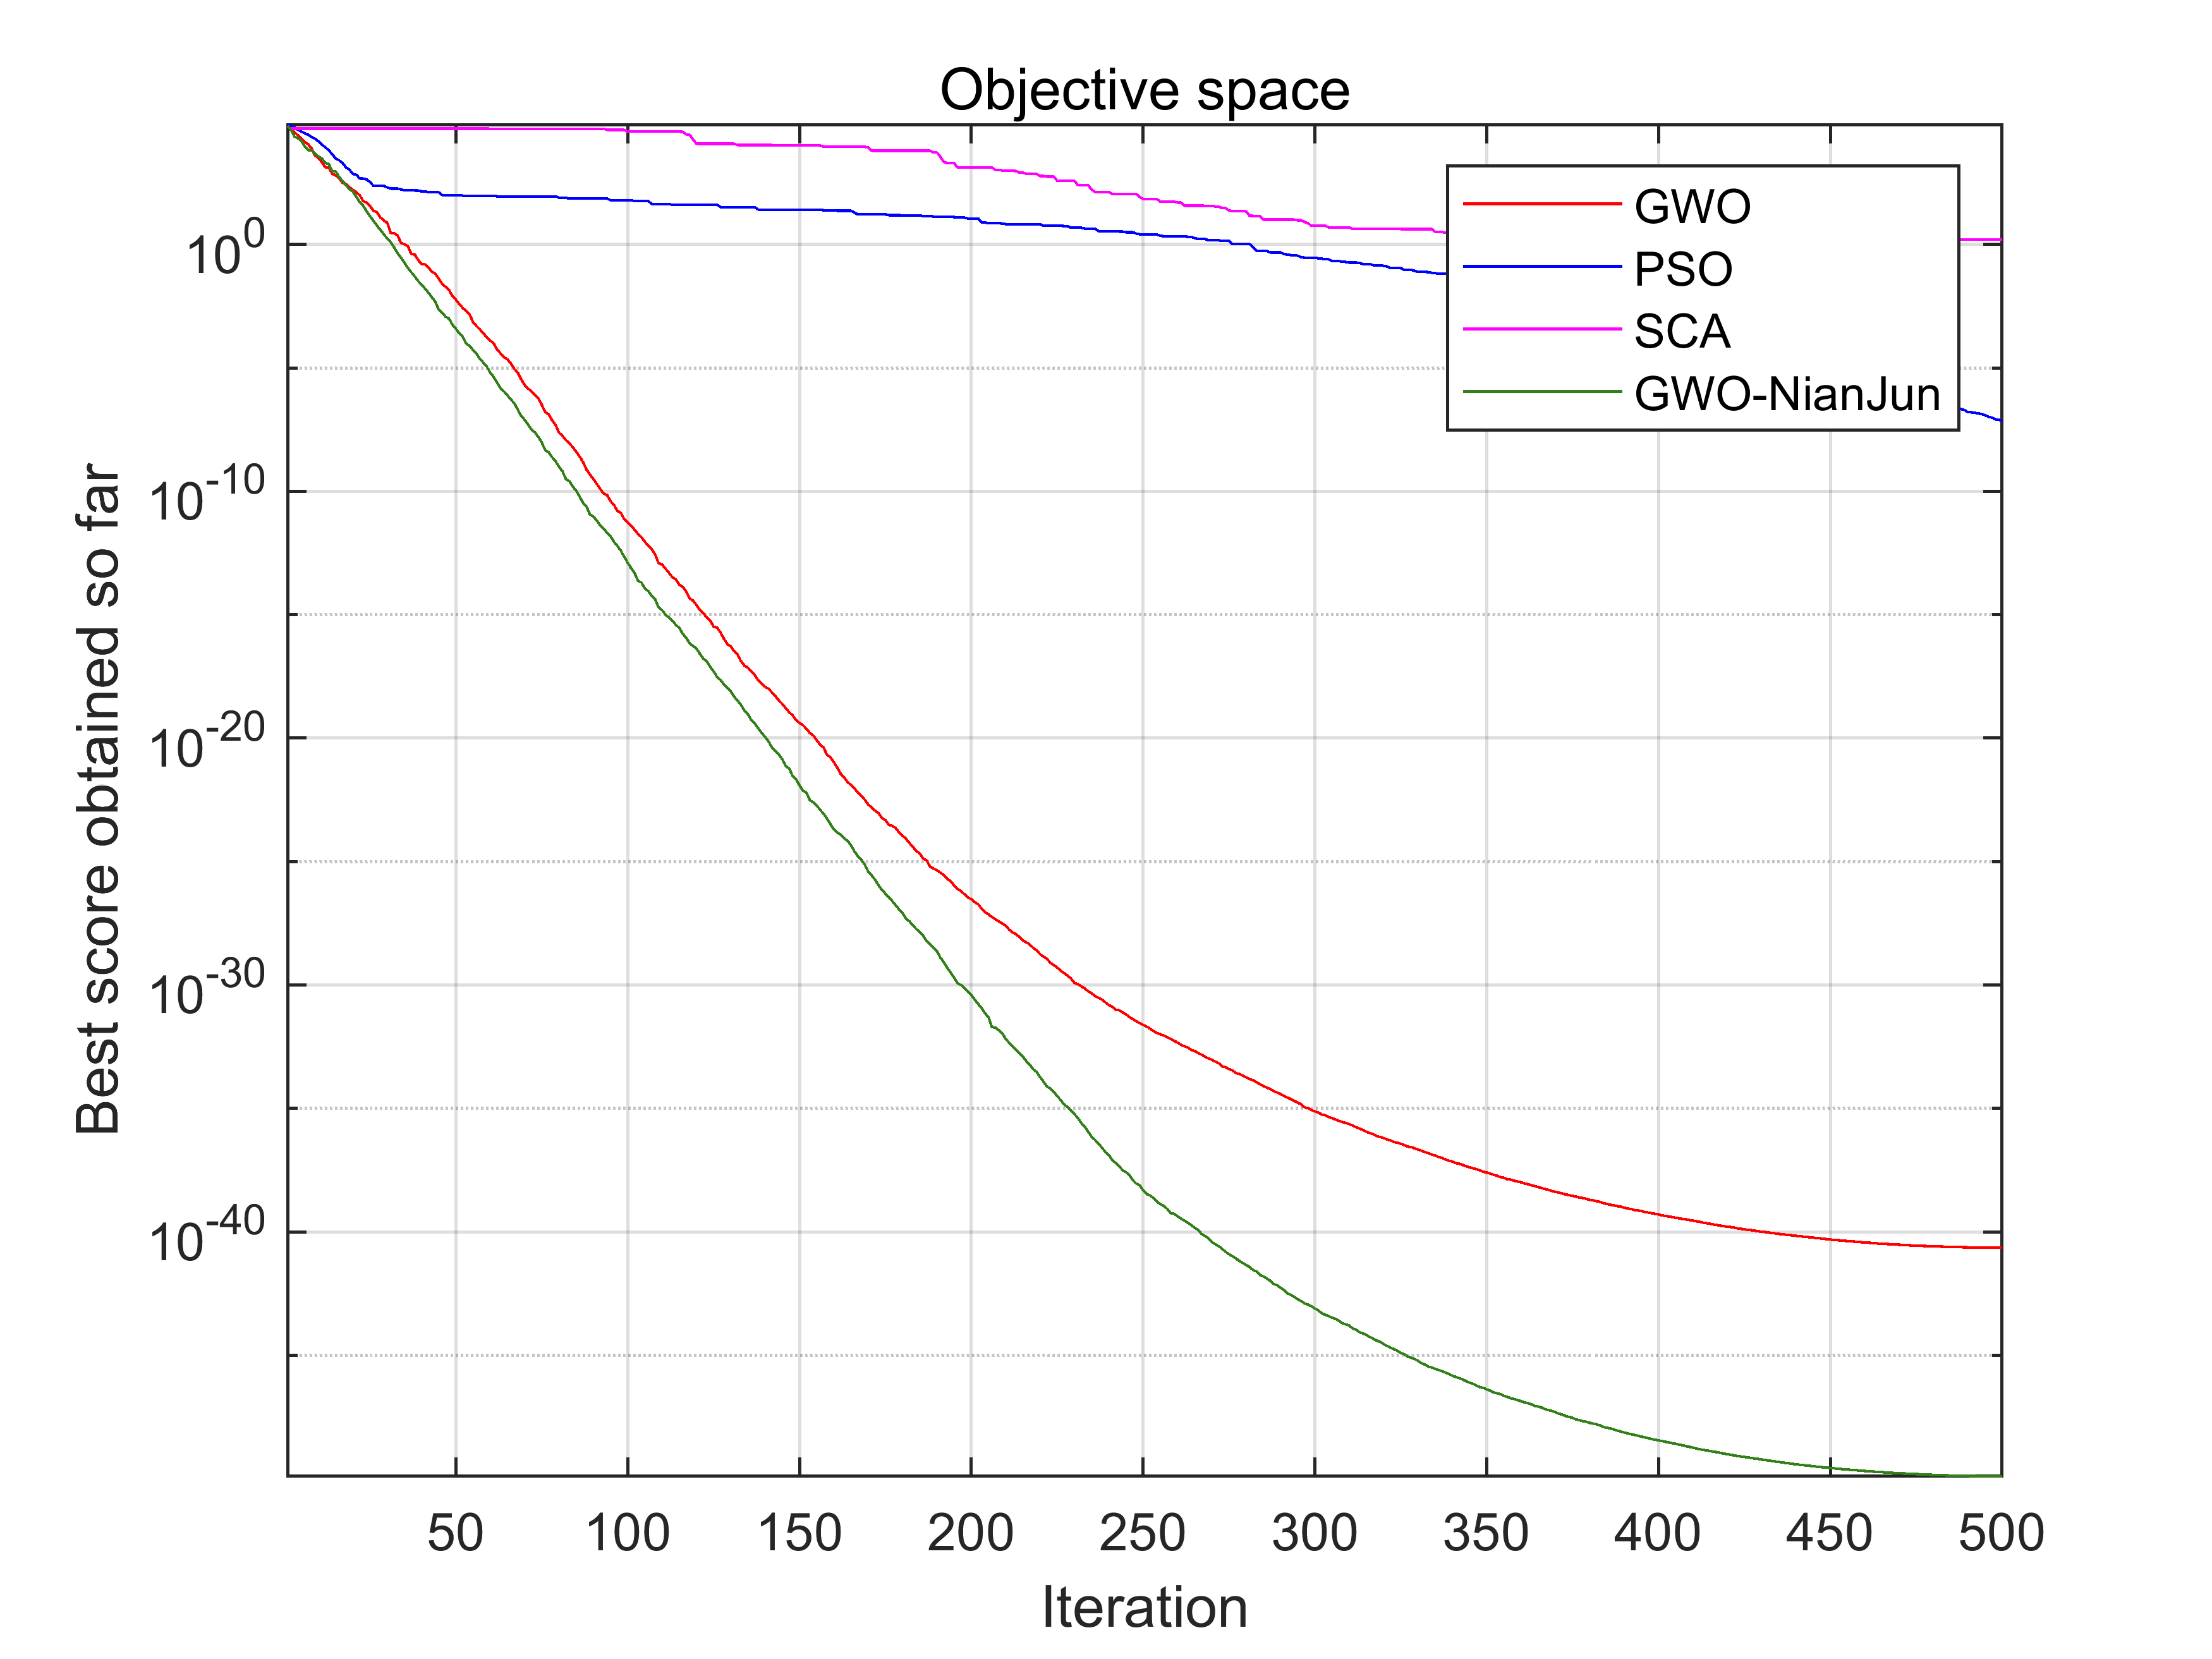 Objective space
Best score obtained so far
10^0
10^-10
10^-20
10^-30
10^-40
GWO
PSO
SCA
GWO-NianJun
50 100 150 200 250 300 350 400 450 500
Iteration